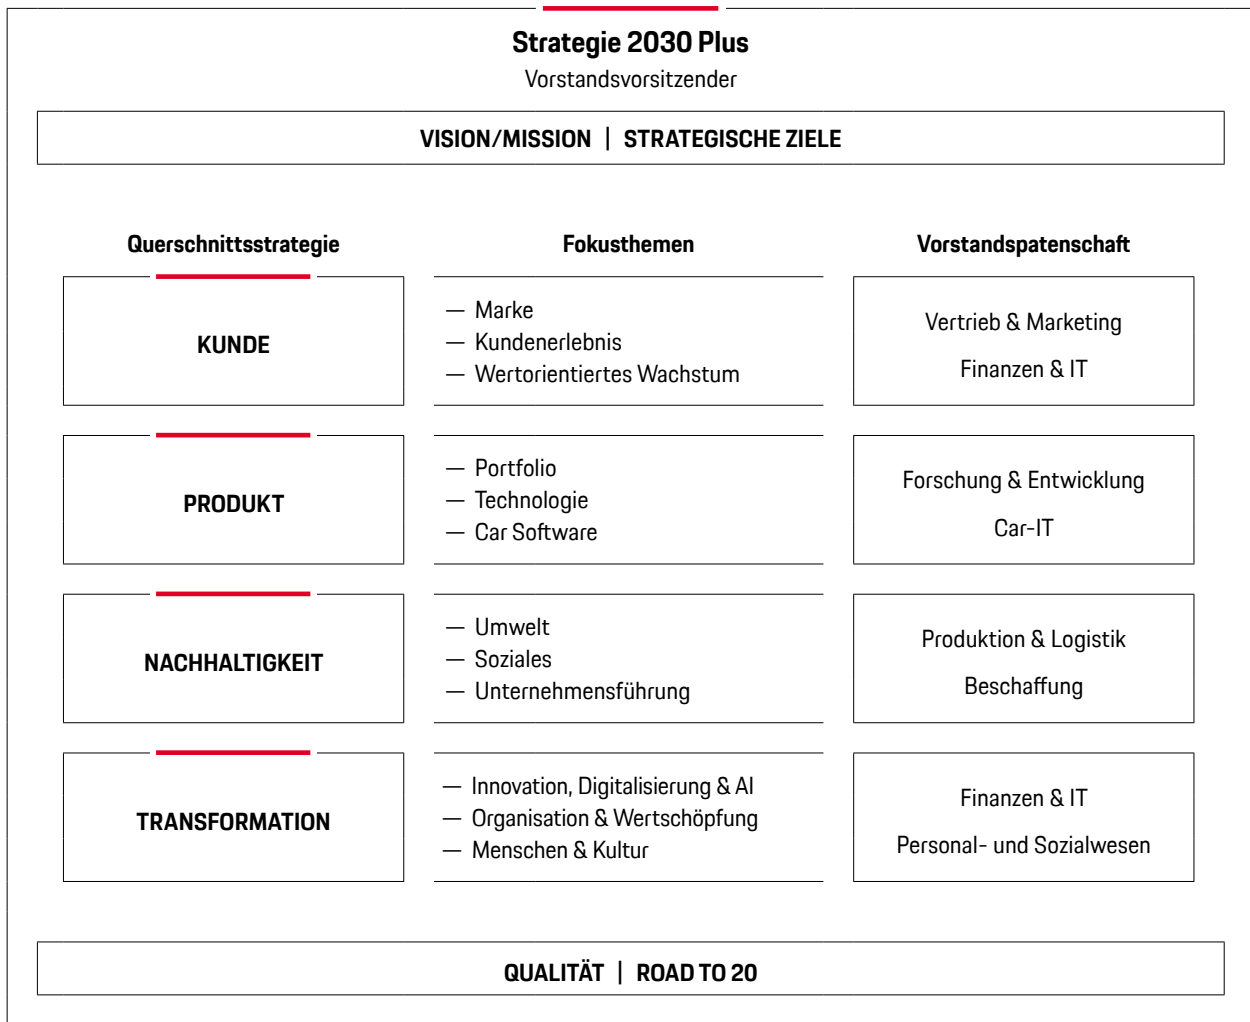 Strategie 2030 Plus
Vorstandsvorsitzender
VISION/MISSION | STRATEGISCHE ZIELE
Querschnittsstrategie
Fokusthemen
Vorstandspatenschaft
KUNDE
— Marke
— Kundenerlebnis
— Wertorientiertes Wachstum
Vertrieb & Marketing
Finanzen & IT
PRODUKT
— Portfolio
— Technologie
— Car Software
Forschung & Entwicklung
Car-IT
NACHHALTIGKEIT
— Umwelt
— Soziales
— Unternehmensführung
Produktion & Logistik
Beschaffung
TRANSFORMATION
— Innovation, Digitalisierung & AI
— Organisation & Wertschöpfung
— Menschen & Kultur
Finanzen & IT
Personal- und Sozialwesen
QUALITÄT | ROAD TO 20